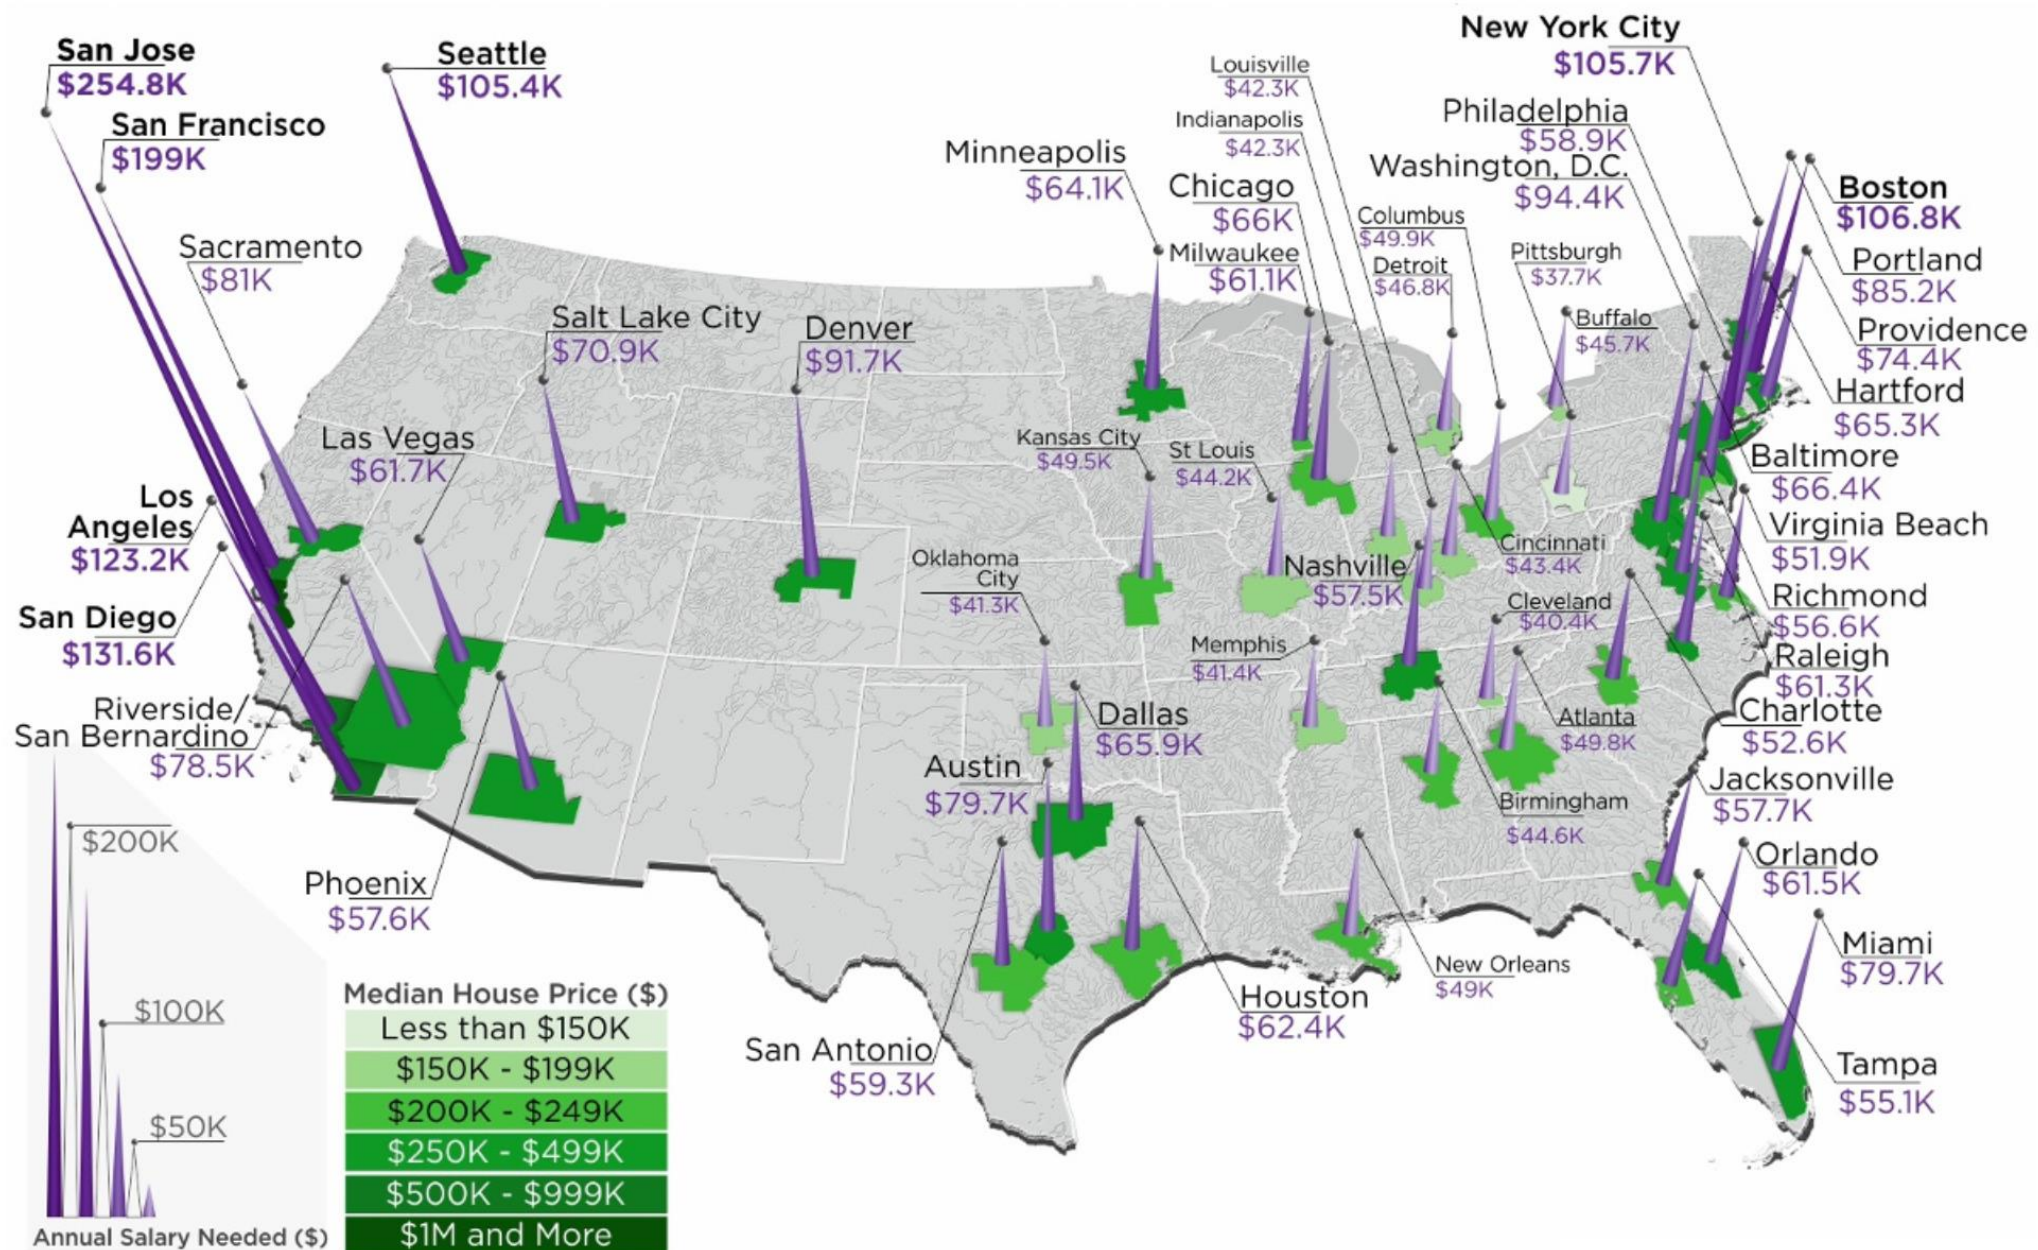 San Jose
$254.8K
San Francisco
$199K
Seattle
$105.4K
Sacramento
$81K
Salt Lake City
$70.9K
Denver
$91.7K
Las Vegas
$61.7K
Los
Angeles
$123.2K
San Diego
$131.6K
Riverside/
San Bernardino
$78.5K
Phoenix
$57.6K
Minneapolis
$64.1K
Louisville
$42.3K
Indianapolis
$42.3K
Chicago
$66K
Milwaukee
$61.1K
Columbus
$49.9K
Detroit
$46.8K
New York City
$105.7K
Philadelphia
$58.9K
Washington, D.C.
$94.4K
Pittsburgh
$37.7K
Buffalo
$45.7K
Boston
$106.8K
Portland
$85.2K
Providence
$74.4K
Hartford
$65.3K
Baltimore
$66.4K
Virginia Beach
$51.9K
Richmond
$56.6K
Raleigh
$61.3K
Charlotte
$52.6K
Jacksonville
$57.7K
Orlando
$61.5K
Miami
$79.7K
Tampa
$55.1K
Kansas City
$49.5K
St Louis
$44.2K
Oklahoma
City
$41.3K
Nashville
$57.5K
Cincinnati
$43.4K
Cleveland
$40.4K
Memphis
$41.4K
Atlanta
$49.8K
Birmingham
$44.6K
Dallas
$65.9K
Austin
$79.7K
New Orleans
$49K
Houston
$62.4K
San Antonio
$59.3K
$200K
$100K
$50K
Annual Salary Needed ($)
Median House Price ($)
Less than $150K
$150K - $199K
$200K - $249K
$250K - $499K
$500K - $999K
$1M and More